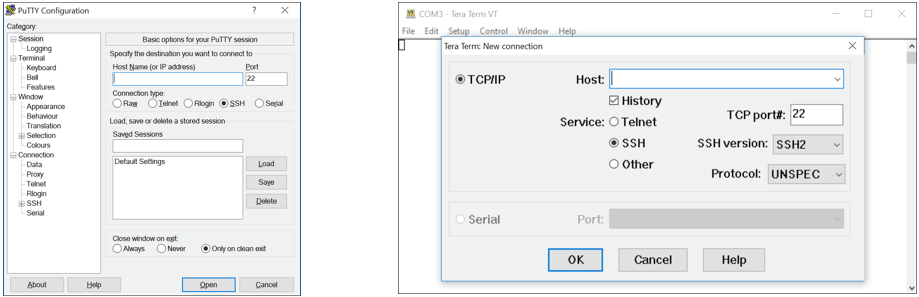 PuTTY Configuration
?
Category:
Session
Logging
Terminal
Keyboard
Bell
Features
Window
Appearance
Behaviour
Translation
Selection
Colours
Connection
Data
Proxy
Telnet
Rlogin
SSH
Serial
Basic options for your PuTTY session
Specify the destination you want to connect to
Host Name (or IP address) Port
22
Connection type:
Raw Telnet Rlogin SSH Serial
Load, save or delete a stored session
Saved Sessions
Default Settings
Load
Save
Delete
Close window on exit:
Always Never Only on clean exit
About Help Open Cancel
COM3 - Tera Term VT
File Edit Setup Control Window Help
Tera Term: New connection
TCP/IP Host:
History
Service: Telnet TCP port#: 22
SSH SSH version: SSH2
Other Protocol: UNSPEC
Serial Port:
OK Cancel Help